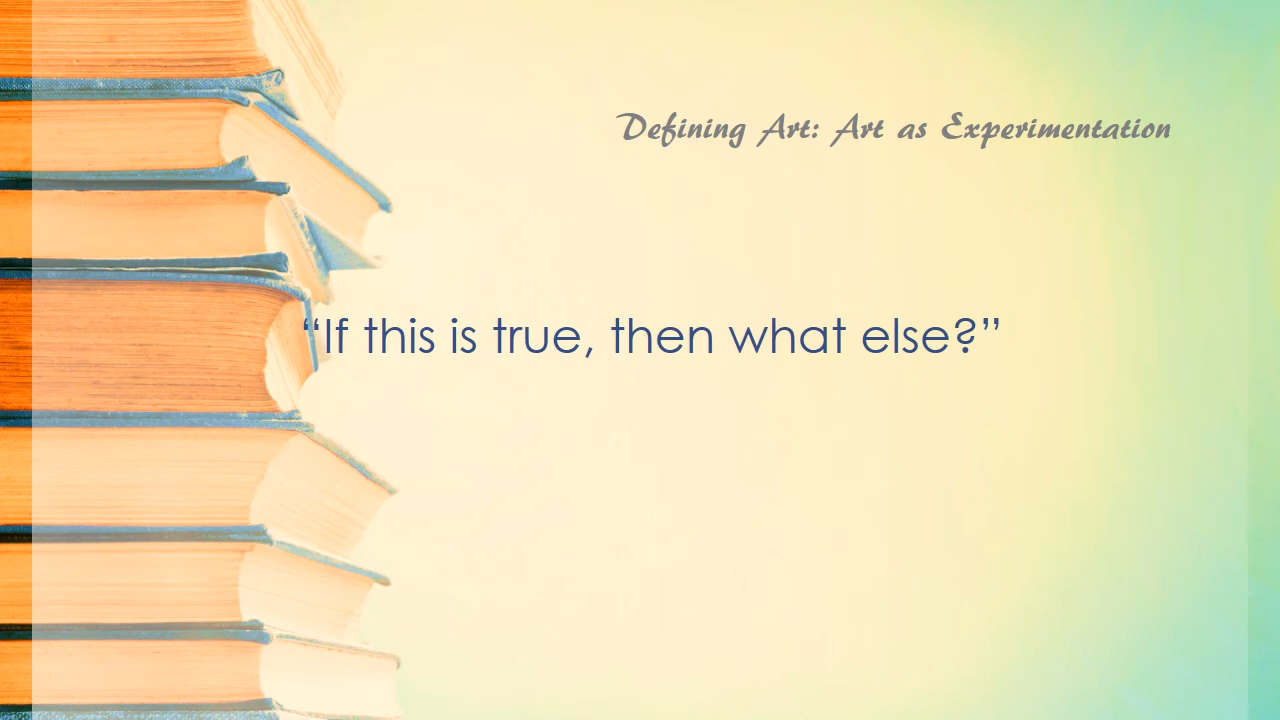 Defining Art: Art as Experimentation
“If this is true, then what else?”